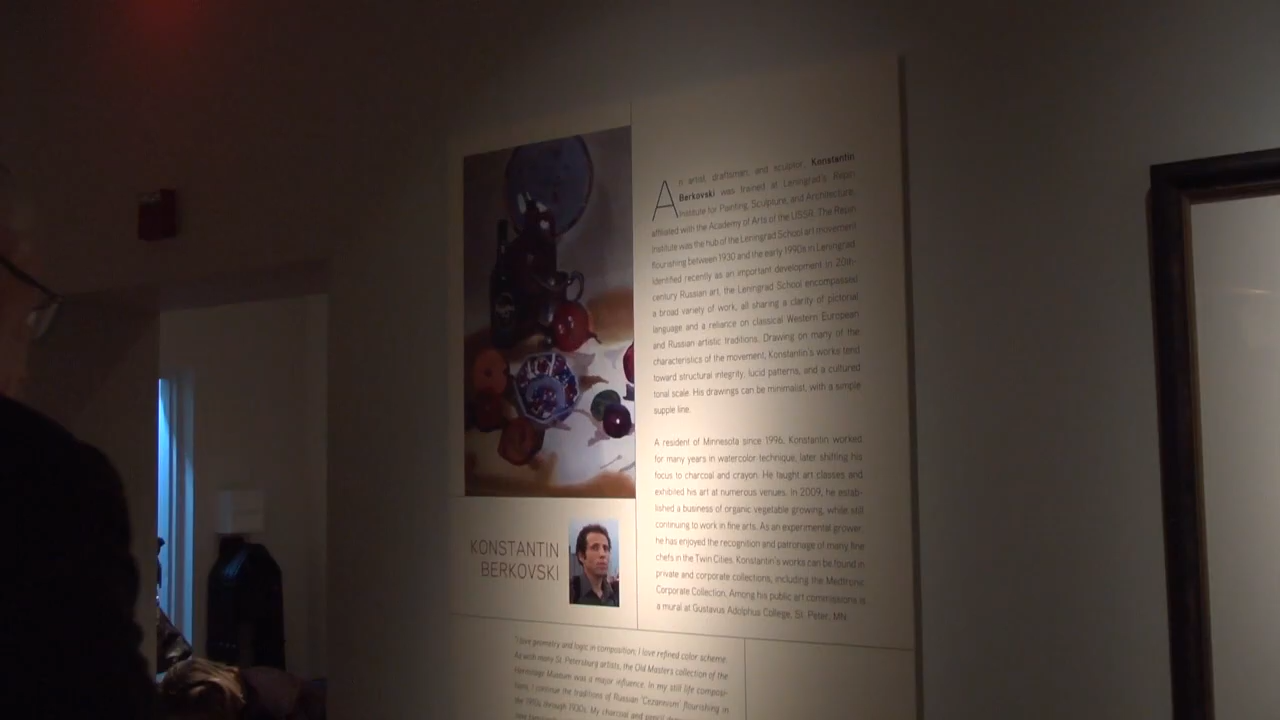 An artist, draftsman, and sculptor, Konstantin
Berkovski was trained at Leningrad's Repin
Institute for Painting, Sculpture, and Architecture,
affiliated with the Academy of Arts of the USSR. The Repin
Institute was the hub of the Leningrad School art movement
flourishing between 1930 and the early 1990s in Leningrad.
Identified recently as an important development in 20th-
century Russian art, the Leningrad School encompassed
a broad variety of work, all sharing a clarity of pictorial
language and a reliance on classical Western European
and Russian artistic traditions. Drawing on many of the
characteristics of the movement, Konstantin's works tend
toward structural integrity, lucid patterns, and a cultured
tonal scale. His drawings can be minimalist, with a simple
supple line.
A resident of Minnesota since 1996, Konstantin worked
for many years in watercolor technique, later shifting his
focus to charcoal and crayon. He taught art classes and
exhibited his art at numerous venues. In 2009, he estab-
lished a business of organic vegetable growing, while still
continuing to work in fine arts. As an experimental grower,
he has enjoyed the recognition and patronage of many fine
chefs in the Twin Cities. Konstantin's works can be found in
private and corporate collections, including the Medtronic
Corporate Collection. Among his public art commissions is
a mural at Gustavus Adolphus College, St. Peter, MN.
KONSTANTIN
BERKOVSKI
"I love geometry and logic in composition; I love refined color scheme.
As with many St. Petersburg artists, the Old Masters collection of the
Hermitage Museum was a major influence. In my still life composi-
tions, I continue the traditions of Russian "Cezannism" flourishing in
the 1910s through 1930s. My charcoal and pencil